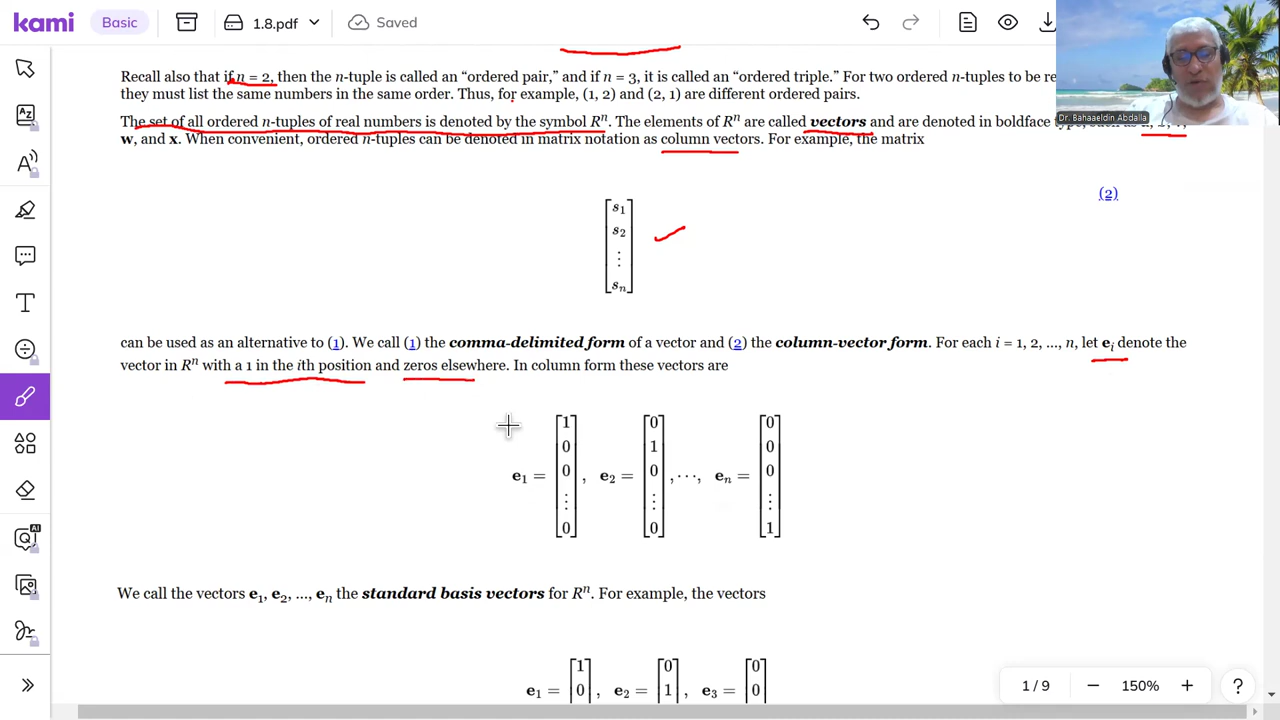 kami Basic 1.8.pdf Saved
Dr. Bahaaeldin Abdalla
Recall also that if n = 2, then the n-tuple is called an “ordered pair,” and if n = 3, it is called an “ordered triple.” For two ordered n-tuples to be re
they must list the same numbers in the same order. Thus, for example, (1, 2) and (2, 1) are different ordered pairs.
The set of all ordered n-tuples of real numbers is denoted by the symbol Rⁿ. The elements of Rⁿ are called vectors and are denoted in boldface
w, and x. When convenient, ordered n-tuples can be denoted in matrix notation as column vectors. For example, the matrix
(2)
s₁
s₂
⋮
sₙ
can be used as an alternative to (1). We call (1) the comma-delimited form of a vector and (2) the column-vector form. For each i = 1, 2, ..., n, let eᵢ denote the
vector in Rⁿ with a 1 in the ith position and zeros elsewhere. In column form these vectors are
[1] [0] [0]
[0] [1] [0]
e₁ = [0] , e₂ = [0] , ⋯, eₙ = [0]
[⋮] [⋮] [⋮]
[0] [0] [1]
We call the vectors e₁, e₂, ..., eₙ the standard basis vectors for Rⁿ. For example, the vectors
[1] [0] [0]
e₁ = [0] , e₂ = [1] , e₃ = [0]
1 / 9 − 150% + ?